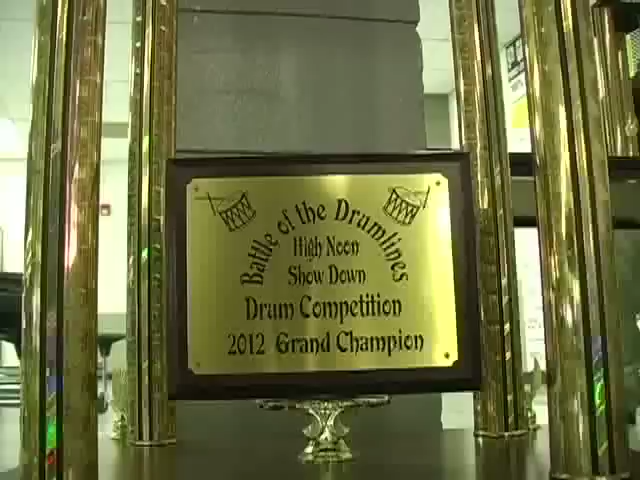 Battle of the Drumlines
High Noon
Show Down
Drum Competition
2012 Grand Champion